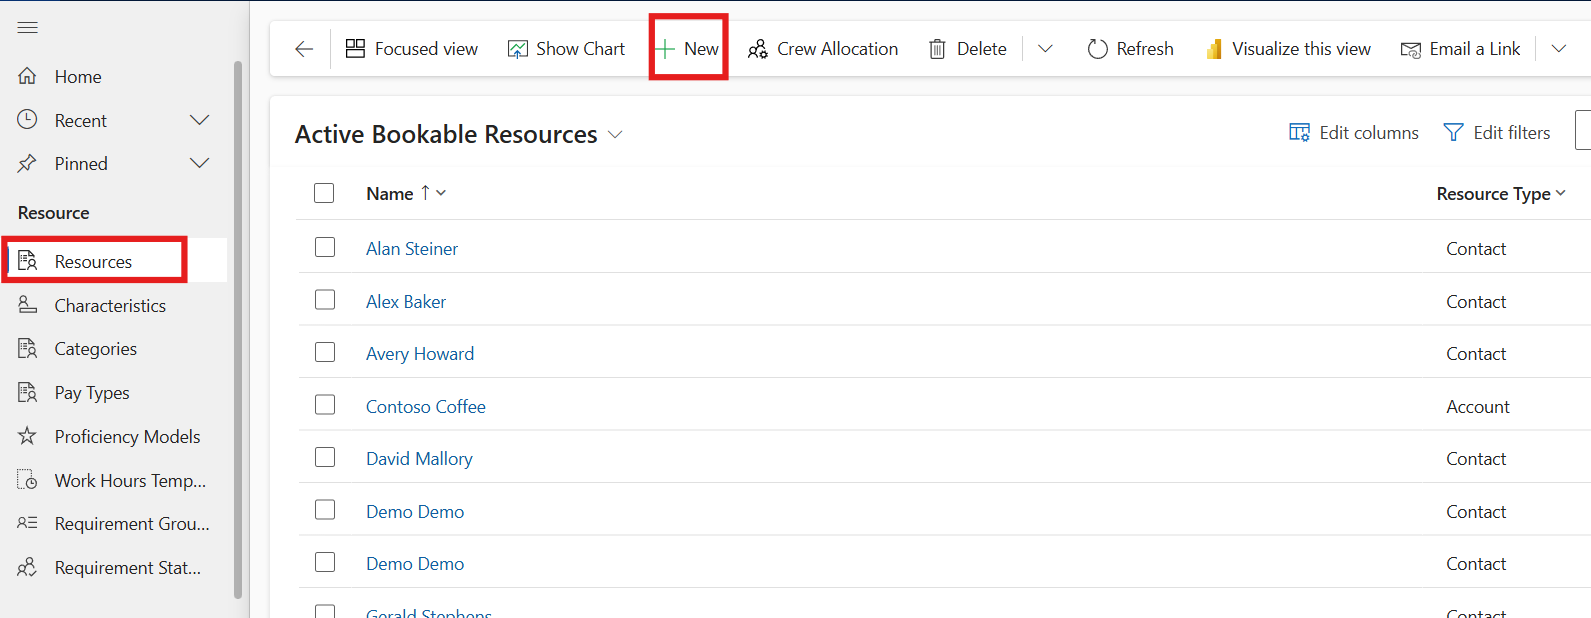 Focused view
Show Chart
New
Crew Allocation
Delete
Refresh
Visualize this view
Email a Link
Home
Recent
Pinned
Resource
Resources
Characteristics
Categories
Pay Types
Proficiency Models
Work Hours Temp...
Requirement Grou...
Requirement Stat...
Active Bookable Resources
Edit columns
Edit filters
Name ↑
Resource Type
Alan Steiner
Contact
Alex Baker
Contact
Avery Howard
Contact
Contoso Coffee
Account
David Mallory
Contact
Demo Demo
Contact
Demo Demo
Contact
Gerald Stephens
Contact